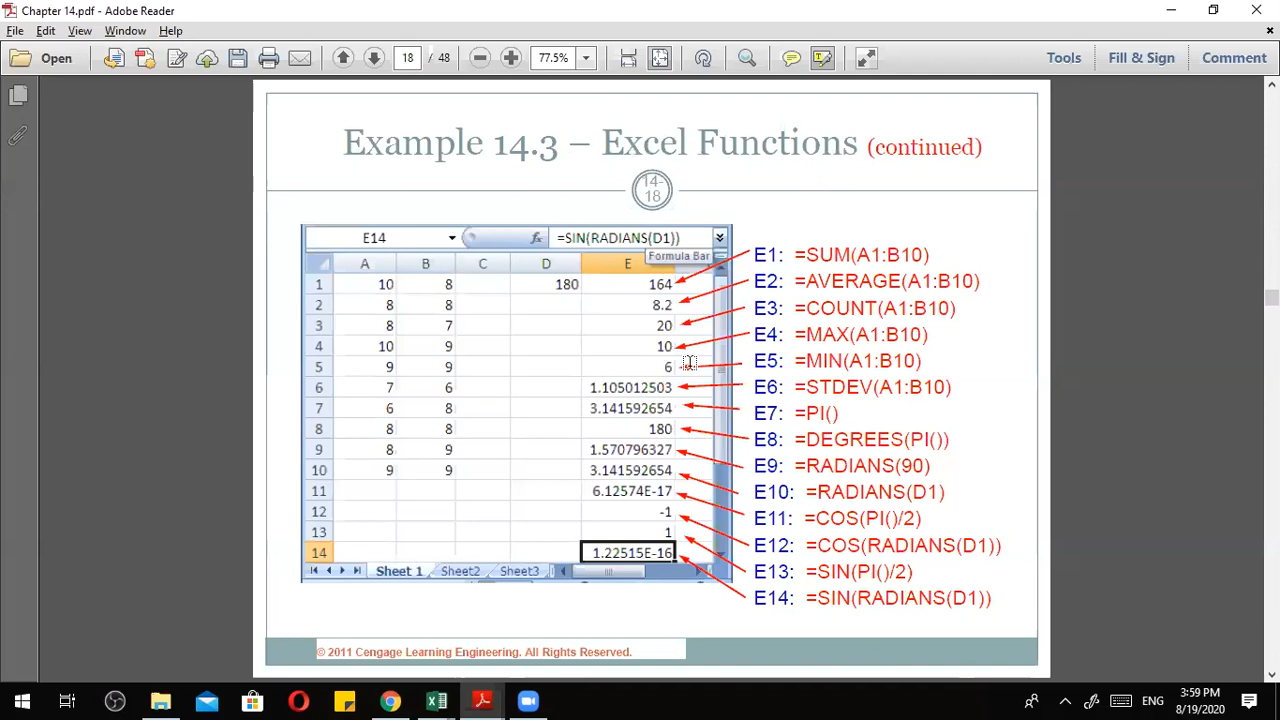 Chapter 14.pdf - Adobe Reader
File Edit View Window Help
Open 18 / 48 77.5% Tools Fill & Sign Comment
Example 14.3 – Excel Functions (continued)
14-
18
E14 fx =SIN(RADIANS(D1))
Formula Bar
A B C D E
1 10 8 180 164
2 8 8 8.2
3 8 7 20
4 10 9 10
5 9 9 6
6 7 6 1.105012503
7 6 8 3.141592654
8 8 8 180
9 8 9 1.570796327
10 9 9 3.141592654
11 6.12574E-17
12 -1
13 1
14 1.22515E-16
Sheet 1 Sheet2 Sheet3
E1: =SUM(A1:B10)
E2: =AVERAGE(A1:B10)
E3: =COUNT(A1:B10)
E4: =MAX(A1:B10)
E5: =MIN(A1:B10)
E6: =STDEV(A1:B10)
E7: =PI()
E8: =DEGREES(PI())
E9: =RADIANS(90)
E10: =RADIANS(D1)
E11: =COS(PI()/2)
E12: =COS(RADIANS(D1))
E13: =SIN(PI()/2)
E14: =SIN(RADIANS(D1))
© 2011 Cengage Learning Engineering. All Rights Reserved.
ENG
3:59 PM
8/19/2020